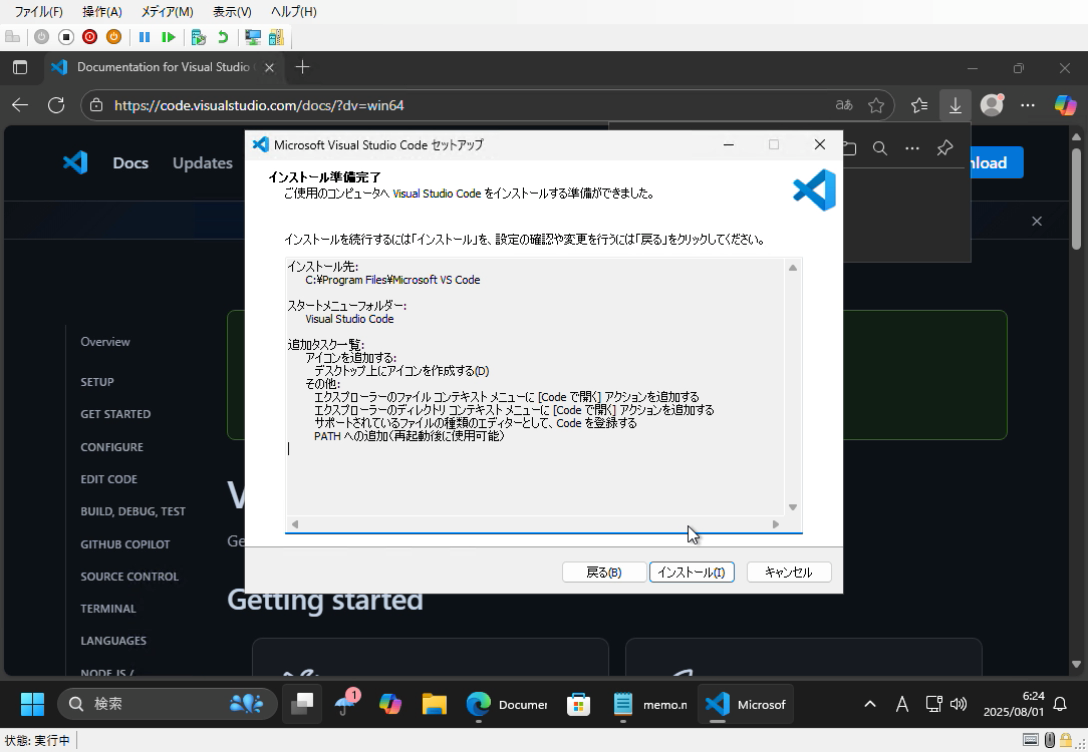 ファイル(F) 操作(A) メディア(M) 表示(V) ヘルプ(H)
Documentation for Visual Studio
https://code.visualstudio.com/docs/?dv=win64
Docs Updates
nload
Microsoft Visual Studio Code セットアップ
インストール準備完了
ご使用のコンピュータへ Visual Studio Code をインストールする準備ができました。
インストールを続行するには「インストール」を、設定の確認や変更を行うには「戻る」をクリックしてください。
インストール先:
C:¥Program Files¥Microsoft VS Code
スタートメニューフォルダー:
Visual Studio Code
追加タスク一覧:
アイコンを追加する:
デスクトップ上にアイコンを作成する(D)
その他:
エクスプローラーのファイル コンテキスト メニューに [Code で開く] アクションを追加する
エクスプローラーのディレクトリ コンテキスト メニューに [Code で開く] アクションを追加する
サポートされているファイルの種類のエディターとして、Code を登録する
PATH への追加（再起動後に使用可能）
戻る(B) インストール(I) キャンセル
Overview
SETUP
GET STARTED
CONFIGURE
EDIT CODE
BUILD, DEBUG, TEST
GITHUB COPILOT
SOURCE CONTROL
TERMINAL
LANGUAGES
NODE.JS /
V
Ge
Getting started
検索
1
Documer
memo.n
Microsof
A
6:24
2025/08/01
状態: 実行中